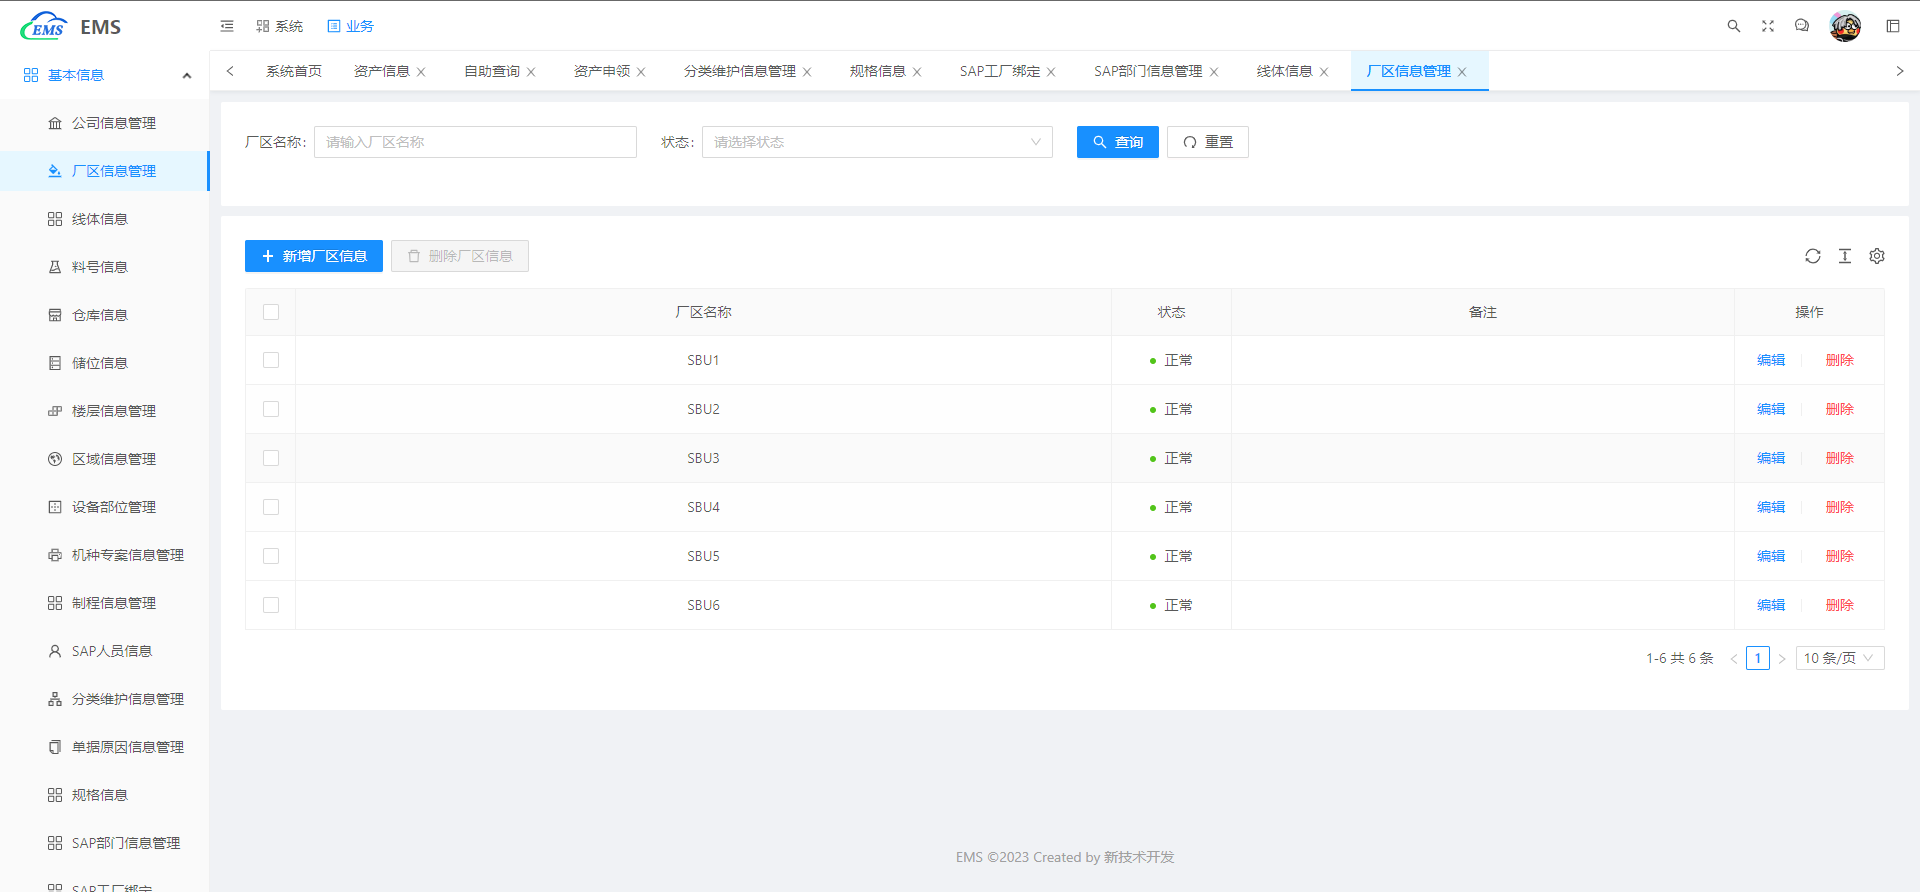 EMS EMS
系统 业务
基本信息
公司信息管理
厂区信息管理
线体信息
料号信息
仓库信息
储位信息
楼层信息管理
区域信息管理
设备部位管理
机种专案信息管理
制程信息管理
SAP人员信息
分类维护信息管理
单据原因信息管理
规格信息
SAP部门信息管理
SAP工厂绑定
系统首页 资产信息 自助查询 资产申领 分类维护信息管理 规格信息 SAP工厂绑定 SAP部门信息管理 线体信息 厂区信息管理
厂区名称: 请输入厂区名称 状态: 请选择状态 查询 重置
新增厂区信息 删除厂区信息
厂区名称 状态 备注 操作
SBU1 正常 编辑 删除
SBU2 正常 编辑 删除
SBU3 正常 编辑 删除
SBU4 正常 编辑 删除
SBU5 正常 编辑 删除
SBU6 正常 编辑 删除
1-6 共 6 条 1 10 条/页
EMS ©2023 Created by 新技术开发